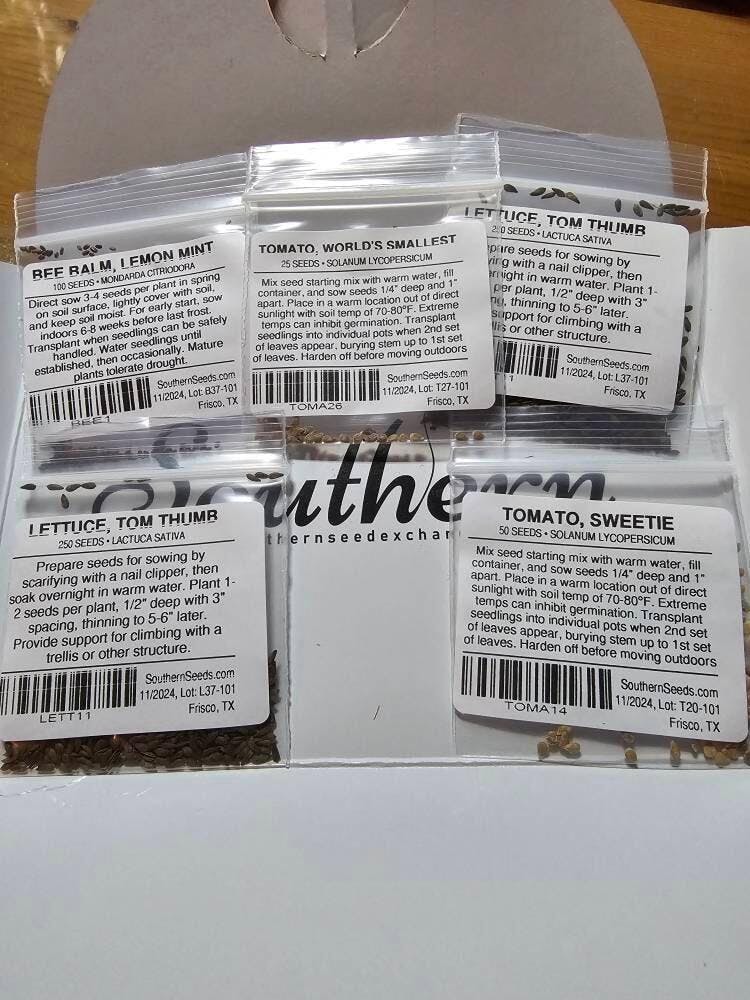 BEE BALM, LEMON MINT
100 SEEDS • MONDARDA CITRIODORA
Direct sow 3-4 seeds per plant in spring
on soil surface, lightly cover with soil,
and keep soil moist. For early start, sow
indoors 6-8 weeks before last frost.
Transplant when seedlings can be safely
handled. Water seedlings until
established, then occasionally. Mature
plants tolerate drought.
SouthernSeeds.com
11/2024, Lot: B37-101
Frisco, TX
BEE1
TOMATO, WORLD'S SMALLEST
25 SEEDS • SOLANUM LYCOPERSICUM
Mix seed starting mix with warm water, fill
container, and sow seeds 1/4" deep and 1"
apart. Place in a warm location out of direct
sunlight with soil temp of 70-80°F. Extreme
temps can inhibit germination. Transplant
seedlings into individual pots when 2nd set
of leaves appear, burying stem up to 1st set
of leaves. Harden off before moving outdoors
SouthernSeeds.com
11/2024, Lot: T27-101
Frisco, TX
TOMA26
LETTUCE, TOM THUMB
SEEDS • LACTUCA SATIVA
pare seeds for sowing by
ring with a nail clipper, then
ernight in warm water. Plant 1-
per plant, 1/2" deep with 3"
g, thinning to 5-6" later.
support for climbing with a
lis or other structure.
SouthernSeeds.com
11/2024, Lot: L37-101
Frisco, TX
Southern
thernseedexchan
LETTUCE, TOM THUMB
250 SEEDS • LACTUCA SATIVA
Prepare seeds for sowing by
scarifying with a nail clipper, then
soak overnight in warm water. Plant 1-
2 seeds per plant, 1/2" deep with 3"
spacing, thinning to 5-6" later.
Provide support for climbing with a
trellis or other structure.
SouthernSeeds.com
11/2024, Lot: L37-101
Frisco, TX
LETT11
TOMATO, SWEETIE
50 SEEDS • SOLANUM LYCOPERSICUM
Mix seed starting mix with warm water, fill
container, and sow seeds 1/4" deep and 1"
apart. Place in a warm location out of direct
sunlight with soil temp of 70-80°F. Extreme
temps can inhibit germination. Transplant
seedlings into individual pots when 2nd set
of leaves appear, burying stem up to 1st set
of leaves. Harden off before moving outdoors
SouthernSeeds.com
11/2024, Lot: T20-101
Frisco, TX
TOMA14